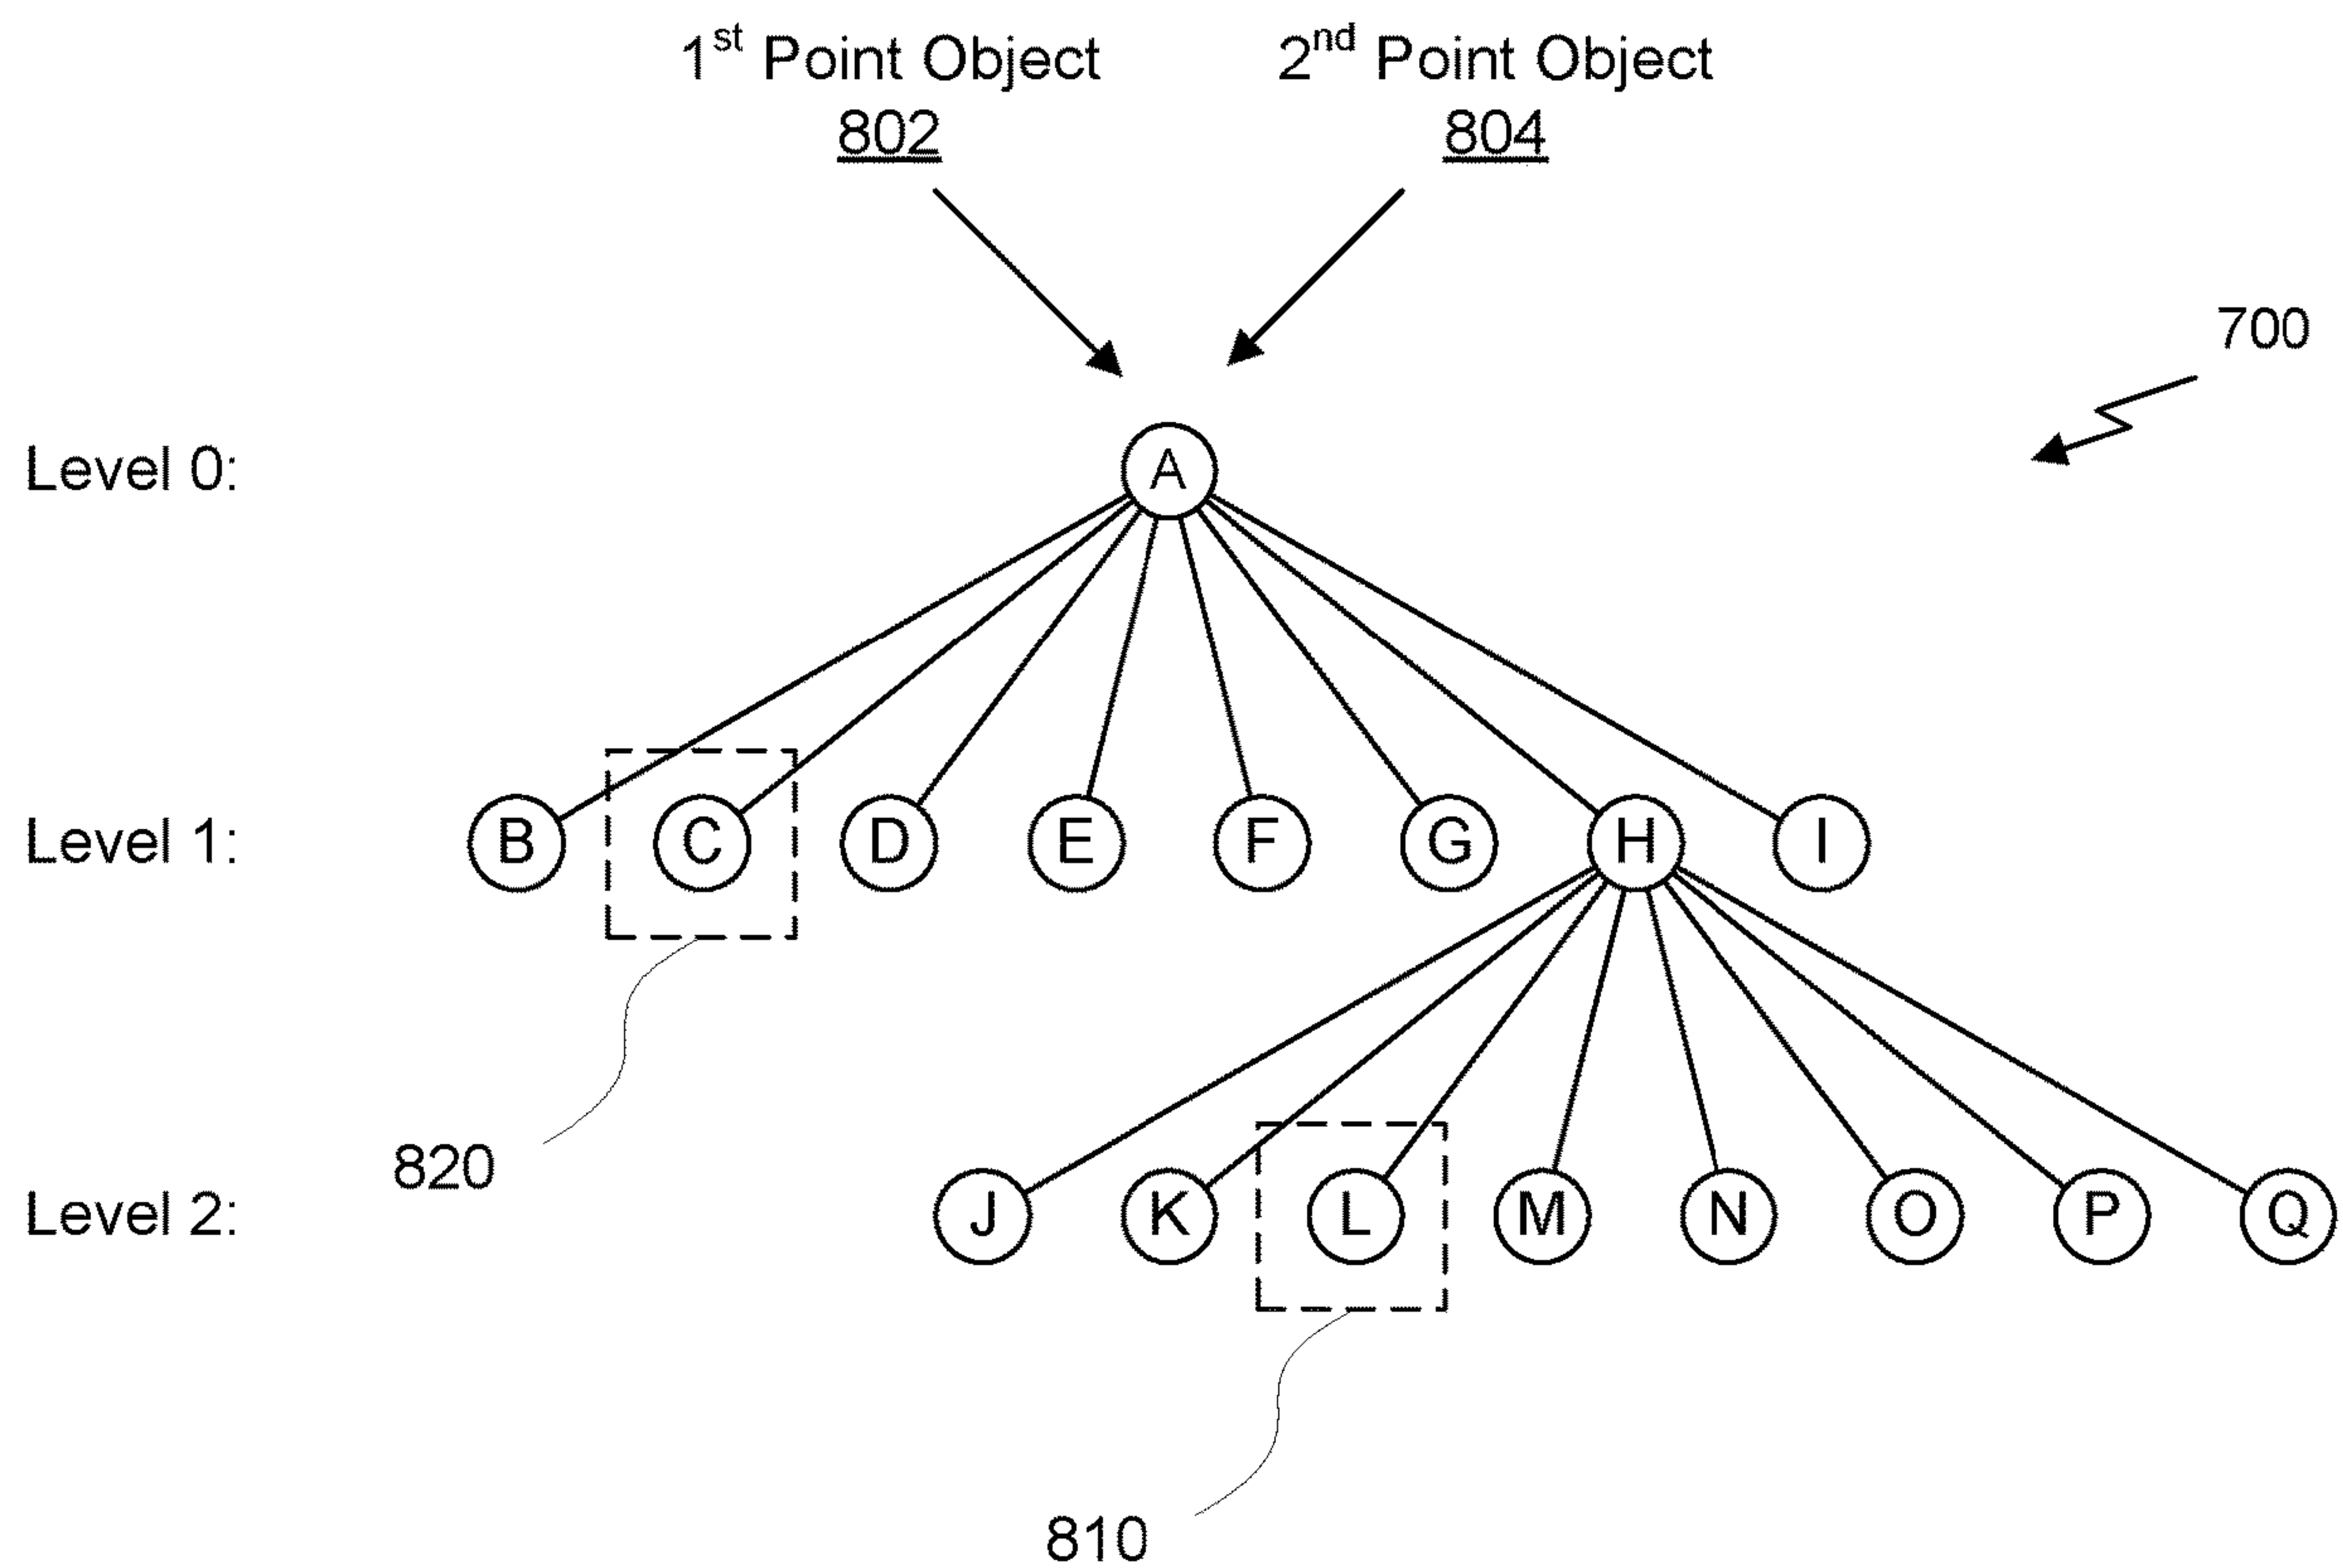 1st Point Object 2nd Point Object
802 804
700
Level 0: A
Level 1: B C D E F G H I
820
Level 2: J K L M N O P Q
810